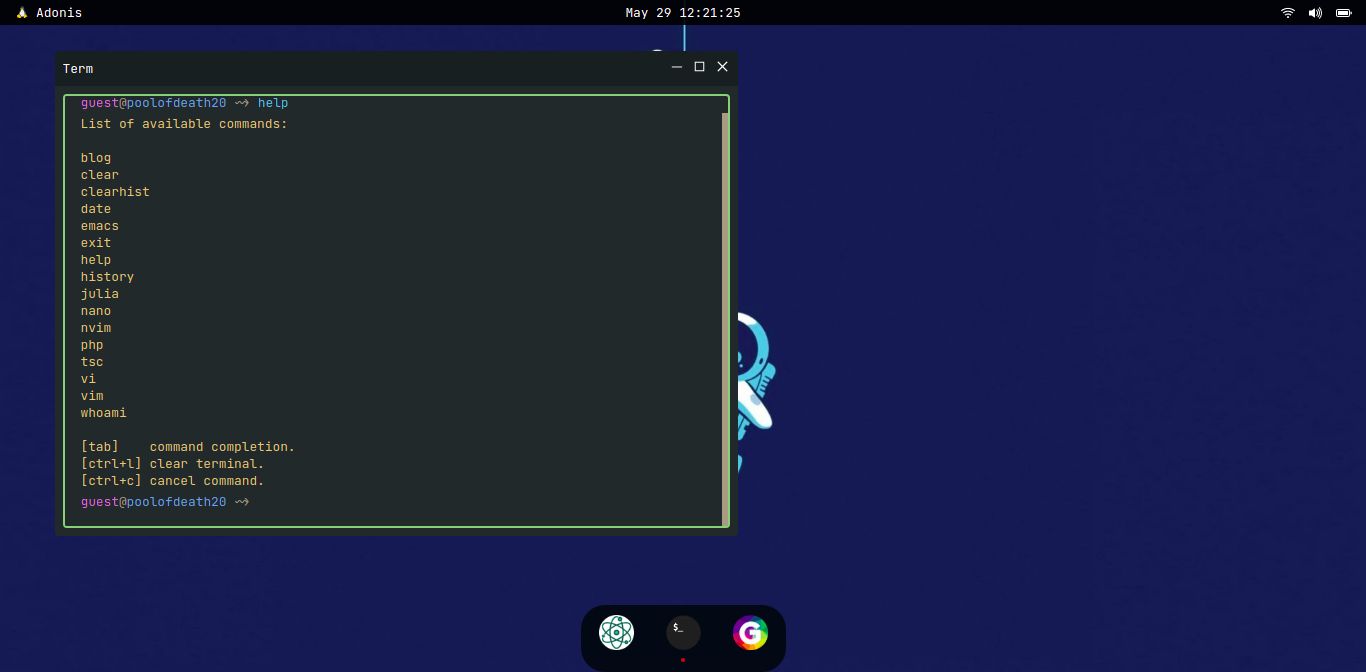 Adonis
May 29 12:21:25
Term
guest@poolofdeath20 ⤳ help
List of available commands:
blog
clear
clearhist
date
emacs
exit
help
history
julia
nano
nvim
php
tsc
vi
vim
whoami
[tab]    command completion.
[ctrl+l] clear terminal.
[ctrl+c] cancel command.
guest@poolofdeath20 ⤳
$_
G